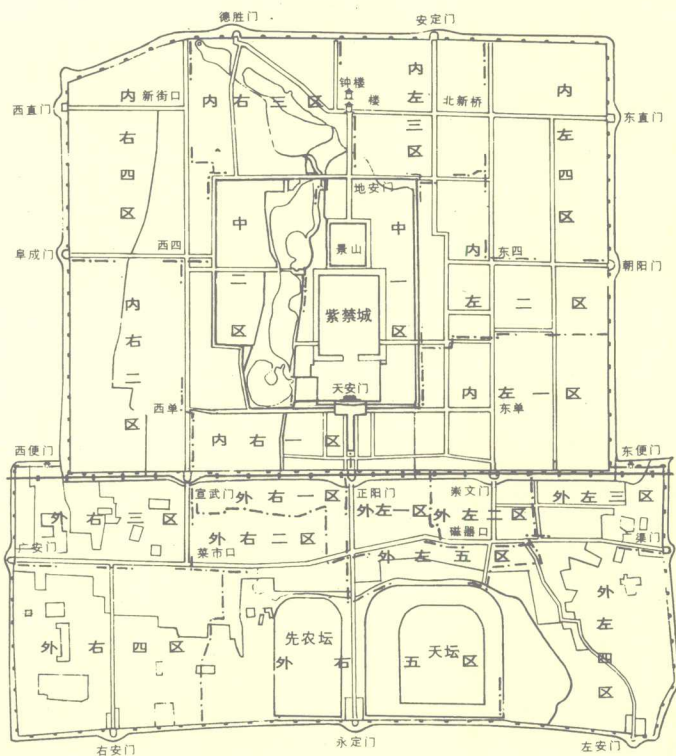 德胜门
安定门
西直门
内右四区
新街口
内右三区
钟楼
楼
内左三区
北新桥
内左四区
东直门
地安门
阜成门
西四
中二区
景山
中一区
内左二区
东四
朝阳门
内右二区
紫禁城
天安门
西单
内右一区
内左一区
东单
西便门
东便门
宣武门
正阳门
崇文门
外右三区
外右一区
外左一区
外左二区
外左三区
外右二区
磁器口
广安门
菜市口
外左五区
渠门
外右四区
先农坛
外右五区
天坛
外左四区
右安门
永定门
左安门